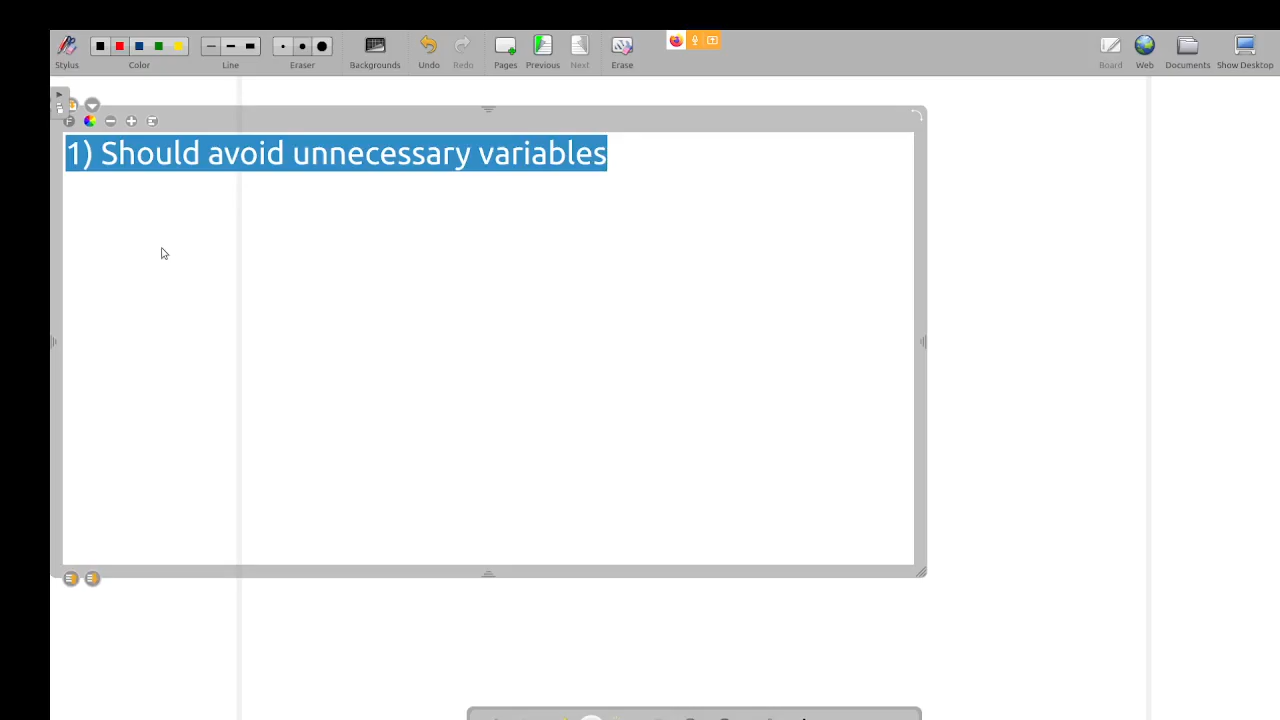 Stylus
Color
Line
Eraser
Backgrounds
Undo
Redo
Pages
Previous
Next
Erase
Board
Web
Documents
Show Desktop
1) Should avoid unnecessary variables